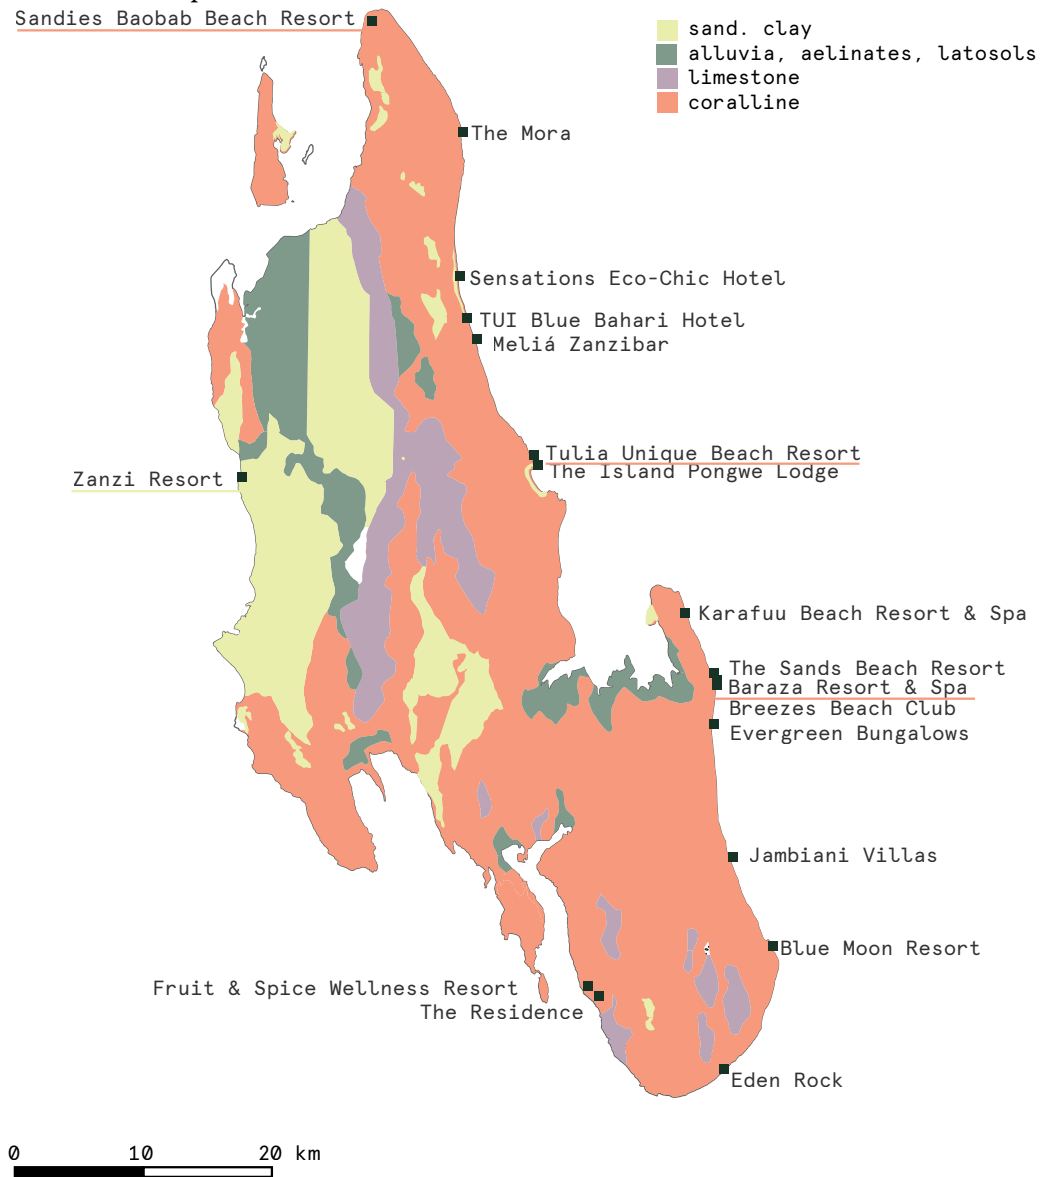 Sandies Baobab Beach Resort
sand. clay
alluvia, aelinates, latosols
limestone
coralline
The Mora
Sensations Eco-Chic Hotel
TUI Blue Bahari Hotel
Meliá Zanzibar
Tulia Unique Beach Resort
The Island Pongwe Lodge
Zanzi Resort
Karafuu Beach Resort & Spa
The Sands Beach Resort
Baraza Resort & Spa
Breezes Beach Club
Evergreen Bungalows
Jambiani Villas
Blue Moon Resort
Fruit & Spice Wellness Resort
The Residence
Eden Rock
0 10 20 km